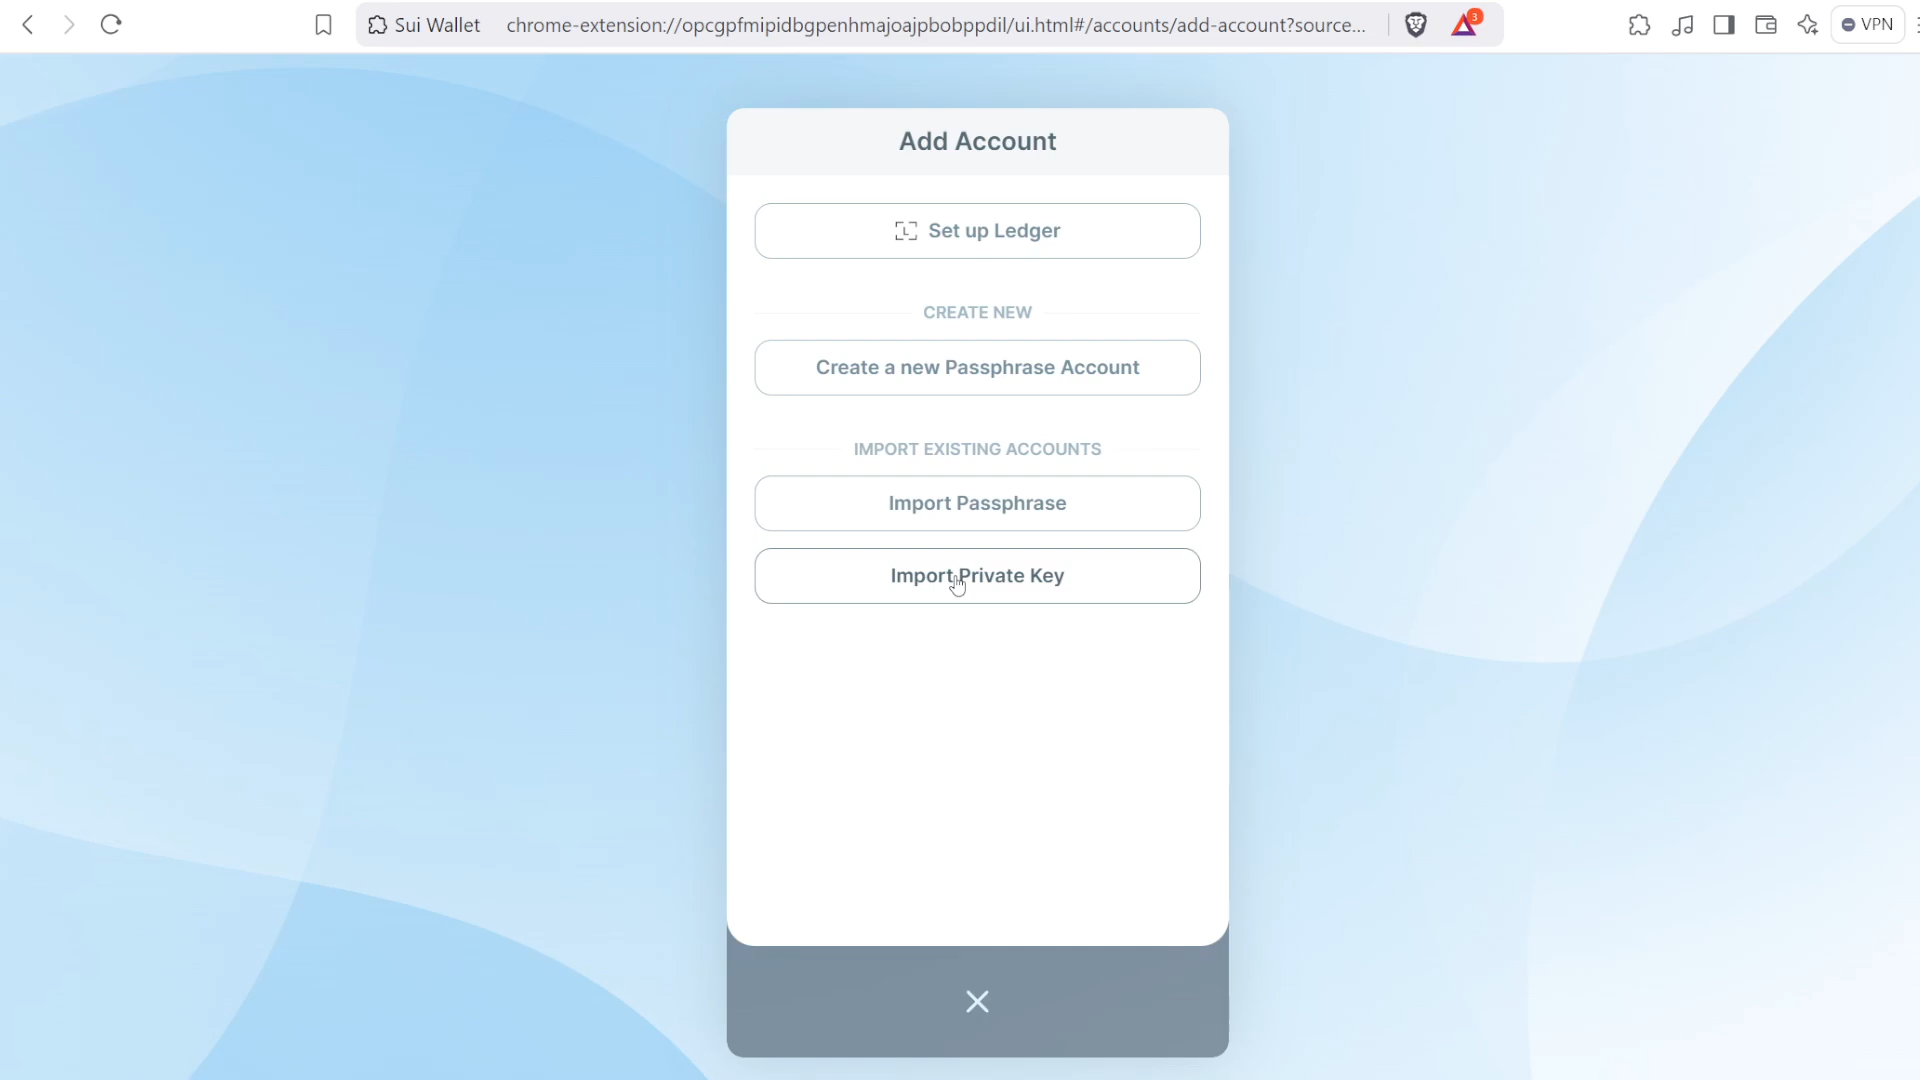 Sui Wallet chrome-extension://opcgpfmipidbgpenhmajoajpbobppdil/ui.html#/accounts/add-account?source... 3 VPN
Add Account
Set up Ledger
CREATE NEW
Create a new Passphrase Account
IMPORT EXISTING ACCOUNTS
Import Passphrase
Import Private Key